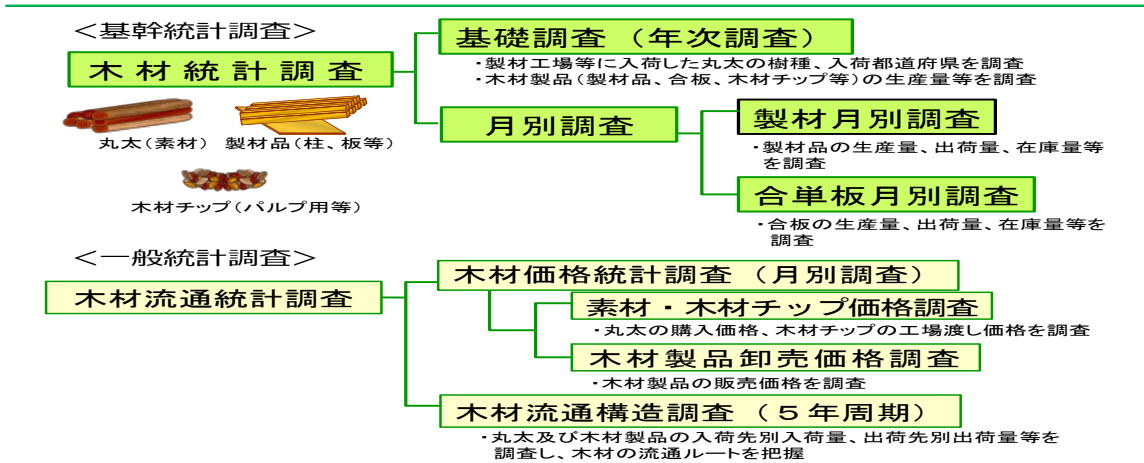 ＜基幹統計調査＞
木材統計調査
基礎調査（年次調査）
・製材工場等に入荷した丸太の樹種、入荷都道府県を調査
・木材製品（製材品、合板、木材チップ等）の生産量等を調査
丸太（素材）　製材品（柱、板等）
木材チップ（パルプ用等）
月別調査
製材月別調査
・製材品の生産量、出荷量、在庫量等
を調査
合単板月別調査
・合板の生産量、出荷量、在庫量等を
調査
＜一般統計調査＞
木材流通統計調査
木材価格統計調査（月別調査）
素材・木材チップ価格調査
・丸太の購入価格、木材チップの工場渡し価格を調査
木材製品卸売価格調査
・木材製品の販売価格を調査
木材流通構造調査（５年周期）
・丸太及び木材製品の入荷先別入荷量、出荷先別出荷量等を
調査し、木材の流通ルートを把握